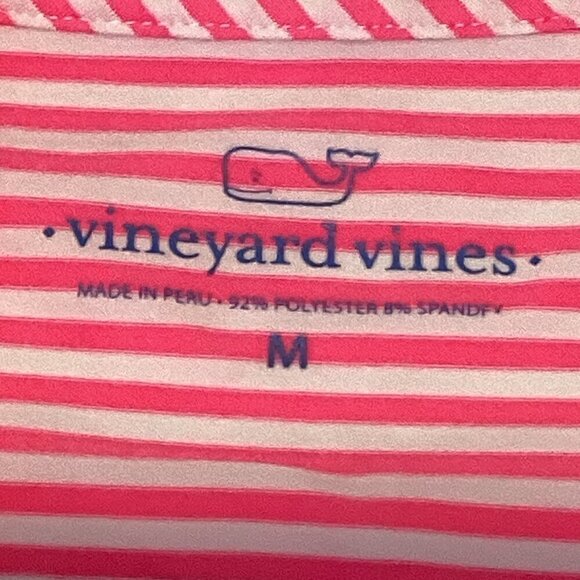 · vineyard vines ·
MADE IN PERU · 92% POLYESTER 8% SPANDEX
M